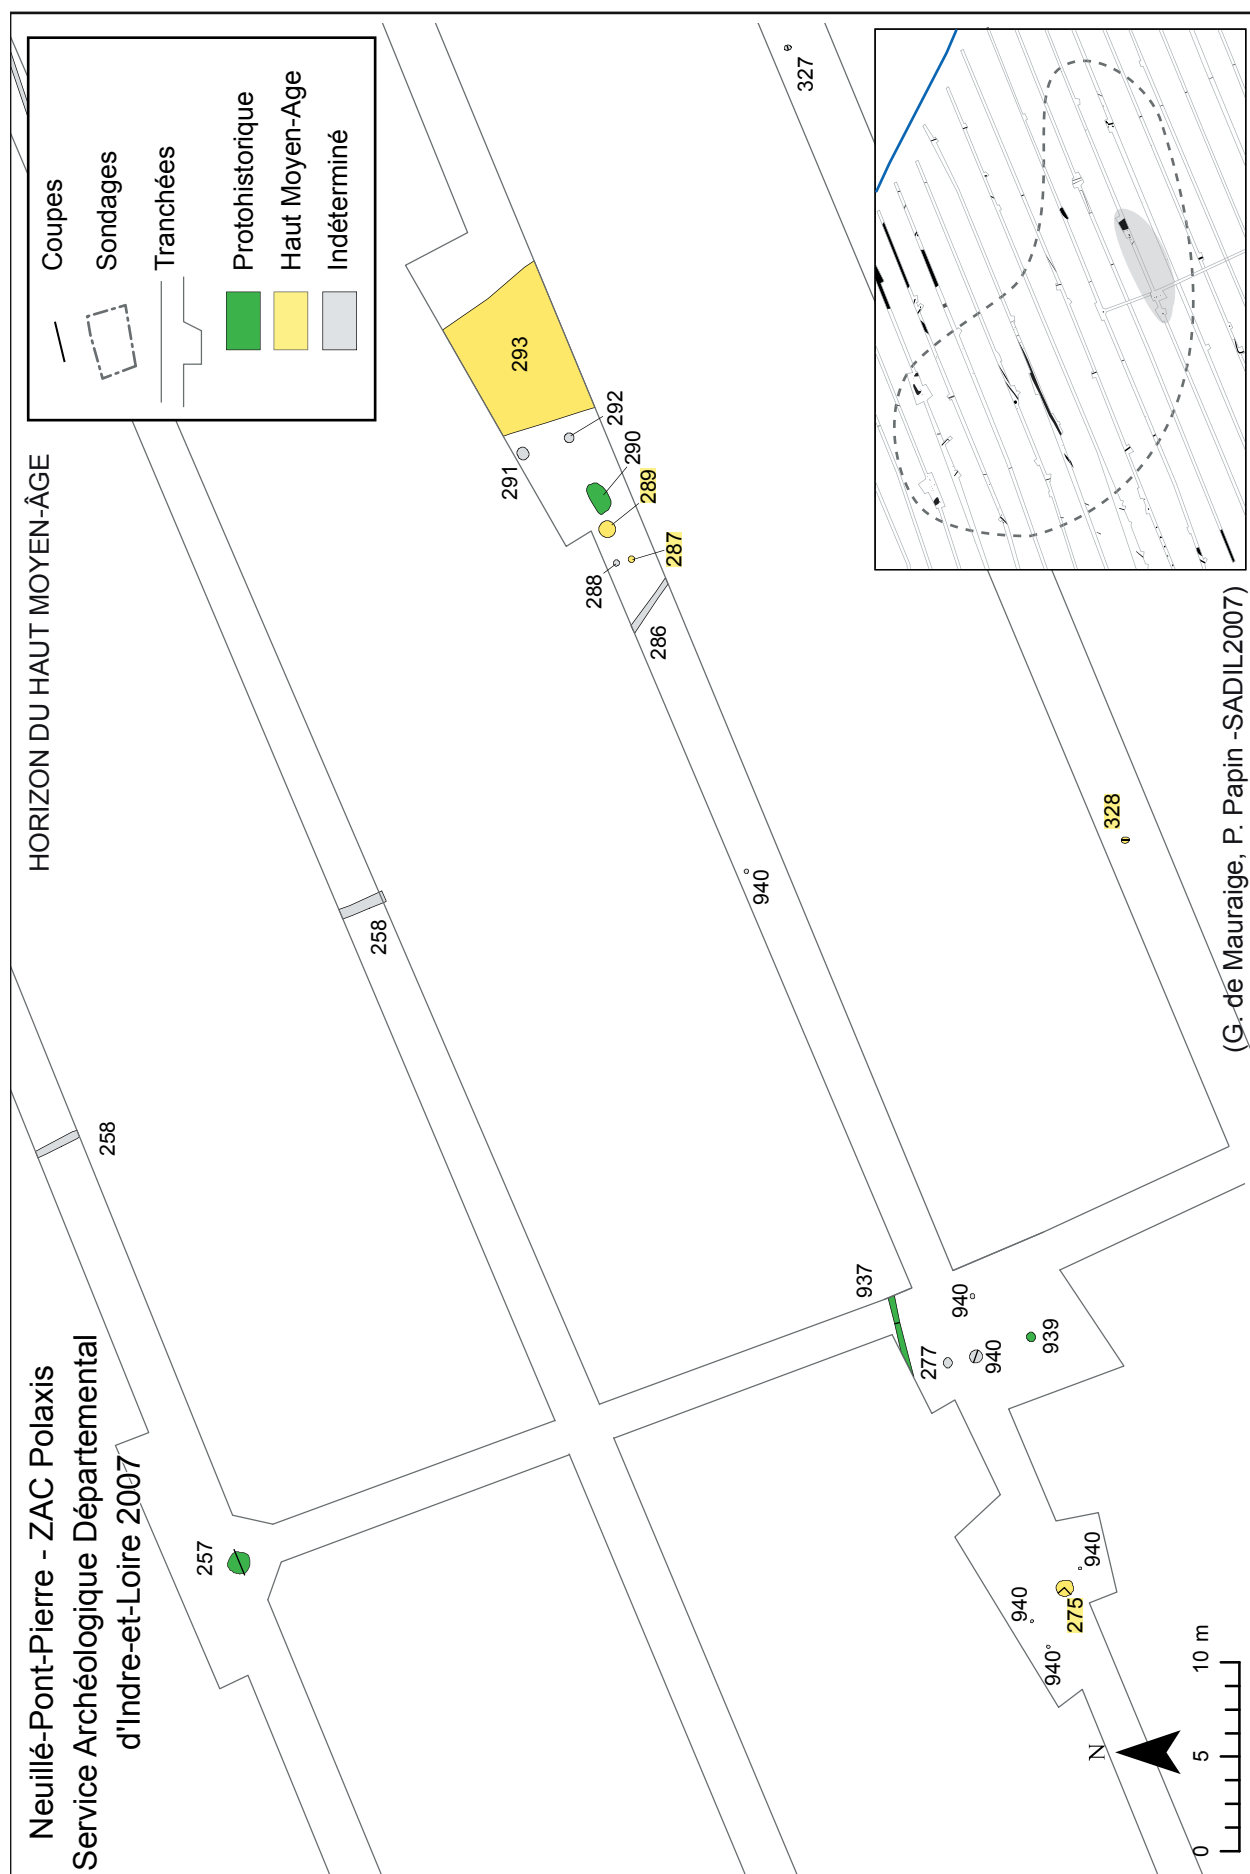 Neuillé-Pont-Pierre - ZAC Polaxis
Service Archéologique Départemental
d'Indre-et-Loire 2007
HORIZON DU HAUT MOYEN-ÂGE
Coupes
Sondages
Tranchées
Protohistorique
Haut Moyen-Age
Indéterminé
257
258
258
293
291
292
290
289
288
287
286
327
940
328
937
940
277
940
939
940
940
275
940
N
0
5
10 m
(G. de Mauraige, P. Papin -SADIL2007)